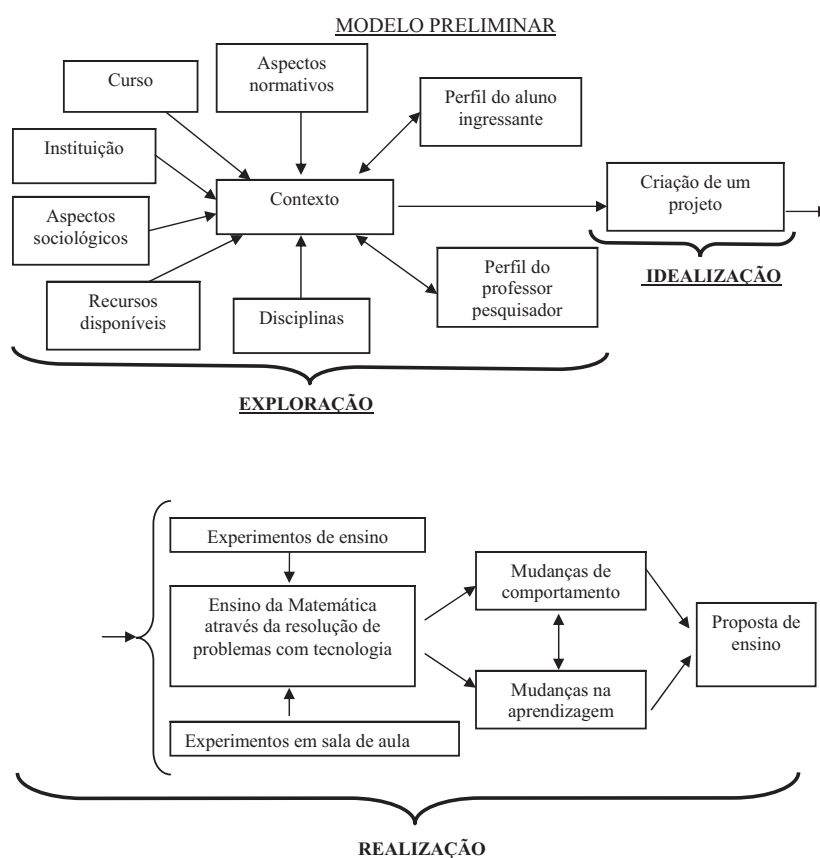 MODELO PRELIMINAR
Curso
Aspectos
normativos
Perfil do aluno
ingressante
Instituição
Contexto
Criação de um
projeto
Aspectos
sociológicos
Recursos
disponíveis
Disciplinas
Perfil do
professor
pesquisador
IDEALIZAÇÃO
EXPLORAÇÃO
Experimentos de ensino
Ensino da Matemática
através da resolução de
problemas com tecnologia
Experimentos em sala de aula
Mudanças de
comportamento
Mudanças na
aprendizagem
Proposta de
ensino
REALIZAÇÃO